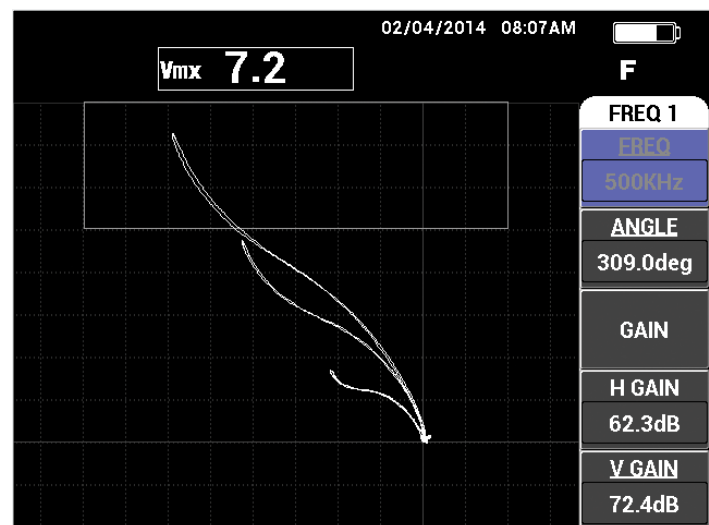 02/04/2014 08:07AM
Vmx 7.2
F
FREQ 1
FREQ
500KHz
ANGLE
309.0deg
GAIN
H GAIN
62.3dB
V GAIN
72.4dB